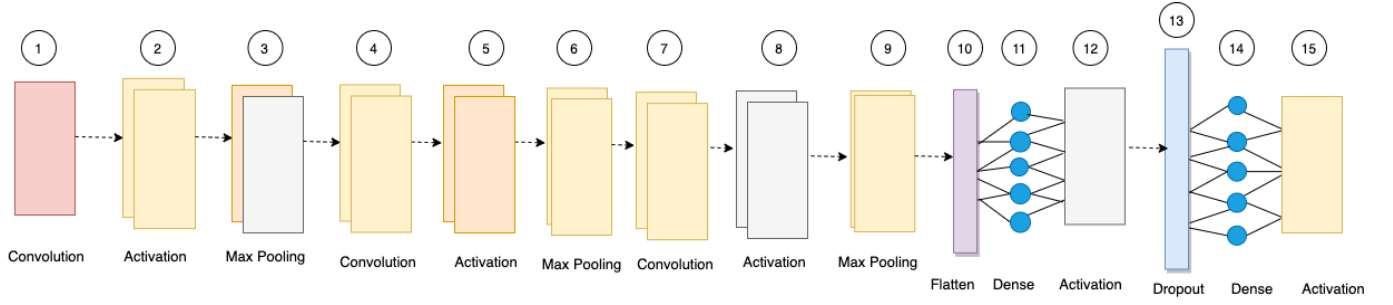 1
2
3
4
5
6
7
8
9
10
11
12
13
14
15
Convolution
Activation
Max Pooling
Convolution
Activation
Max Pooling
Convolution
Activation
Max Pooling
Flatten
Dense
Activation
Dropout
Dense
Activation